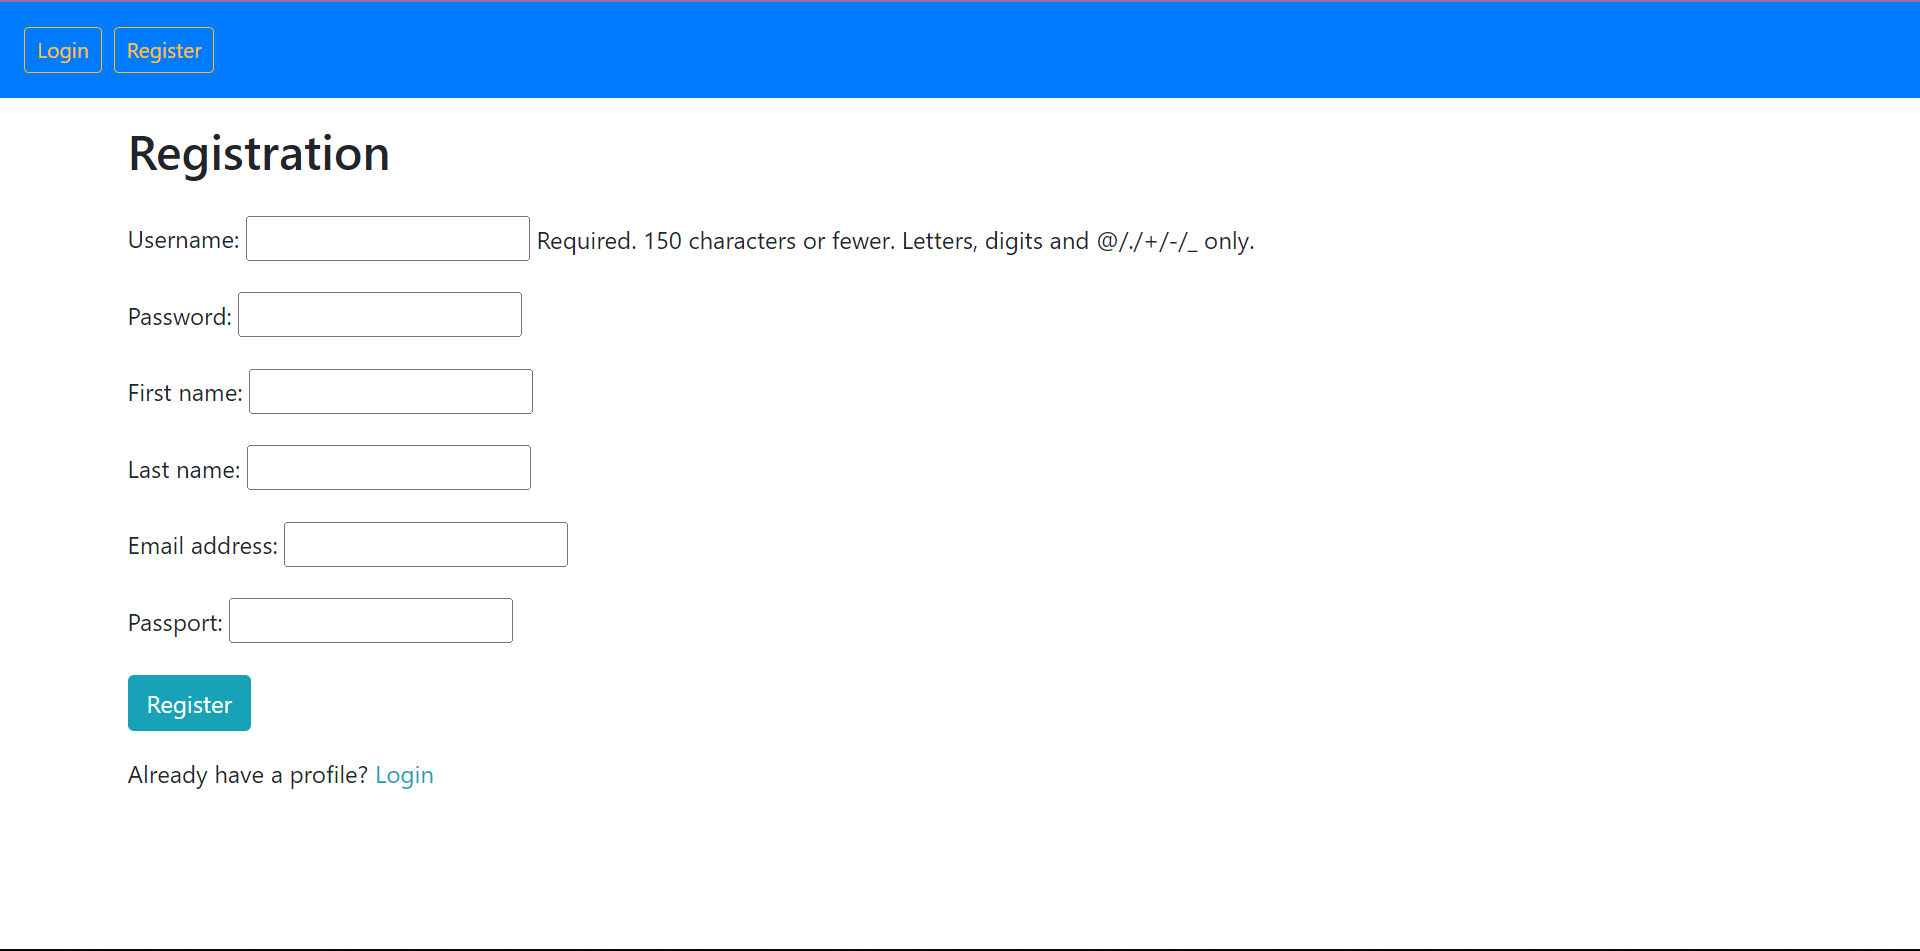 Login Register
Registration
Username: Required. 150 characters or fewer. Letters, digits and @/./+/-/_ only.
Password:
First name:
Last name:
Email address:
Passport:
Register
Already have a profile? Login